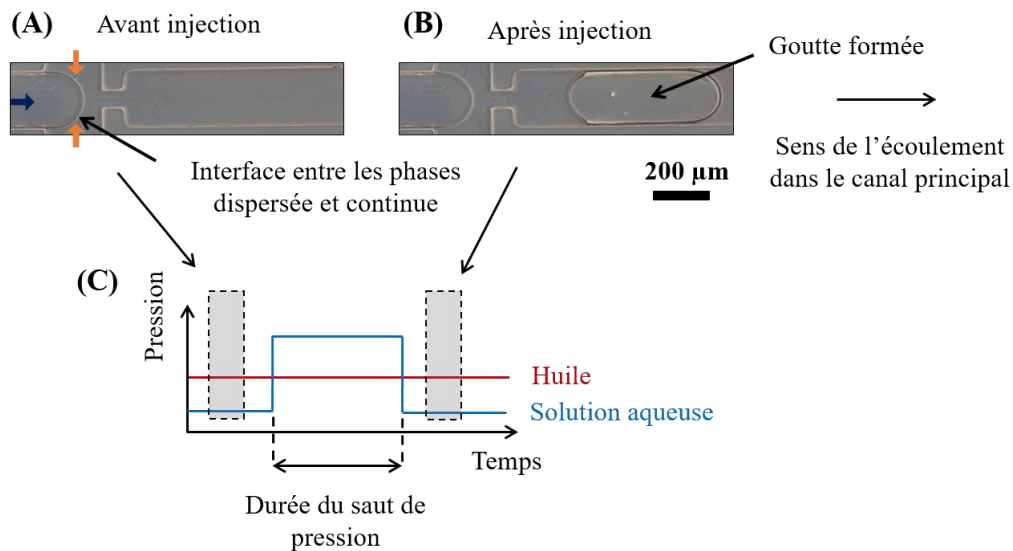 (A)
Avant injection
(B)
Après injection
Goutte formée
Interface entre les phases
dispersée et continue
200 µm
Sens de l'écoulement
dans le canal principal
(C)
Pression
Huile
Solution aqueuse
Temps
Durée du saut de
pression